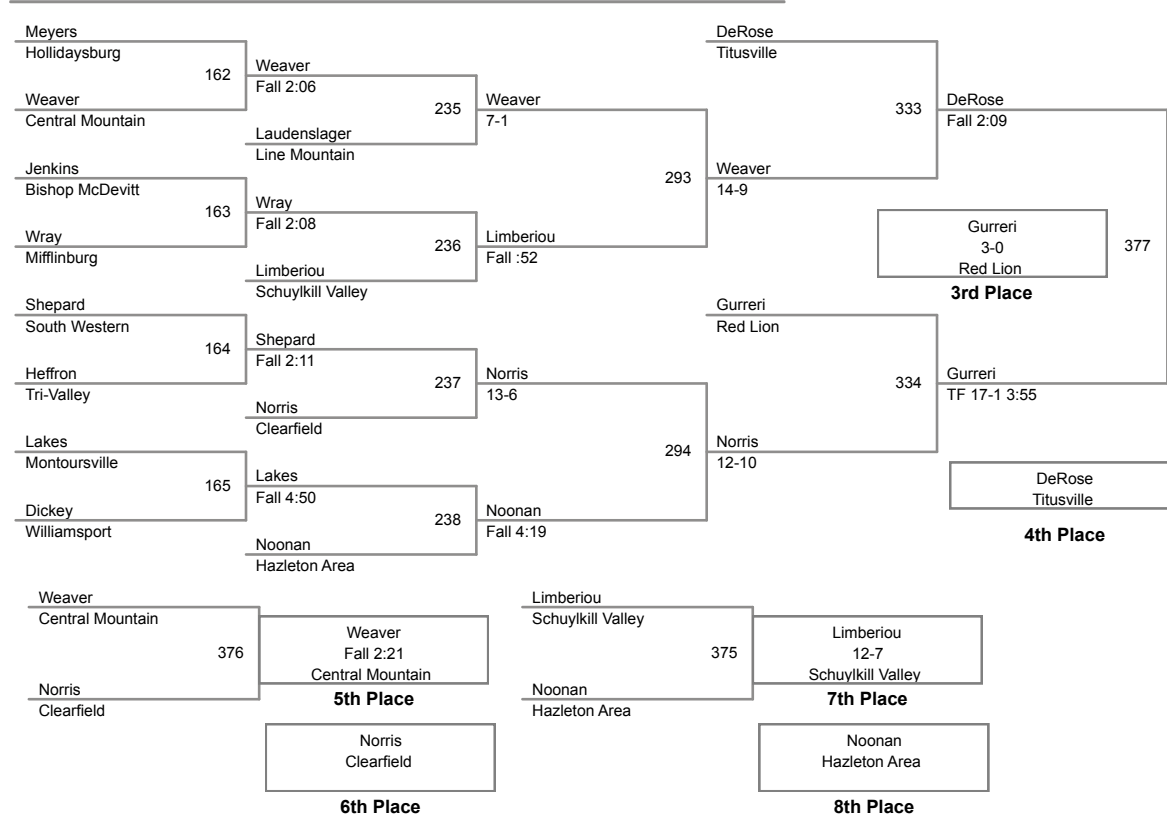 Meyers
Hollidaysburg
162
Weaver
Central Mountain
Jenkins
Bishop McDevitt
163
Wray
Mifflinburg
Shepard
South Western
164
Heffron
Tri-Valley
Lakes
Montoursville
165
Dickey
Williamsport
Weaver
Fall 2:06
235
Laudenslager
Line Mountain
Wray
Fall 2:08
236
Limberiou
Schuylkill Valley
Shepard
Fall 2:11
237
Norris
Clearfield
Lakes
Fall 4:50
238
Noonan
Hazleton Area
Weaver
7-1
293
Limberiou
Fall :52
Norris
13-6
294
Noonan
Fall 4:19
DeRose
Titusville
333
Weaver
14-9
Gurreri
Red Lion
334
Norris
12-10
DeRose
Fall 2:09
377
Gurreri
TF 17-1 3:55
Gurreri
3-0
Red Lion
3rd Place
DeRose
Titusville
4th Place
Weaver
Central Mountain
376
Norris
Clearfield
Weaver
Fall 2:21
Central Mountain
5th Place
Norris
Clearfield
6th Place
Limberiou
Schuylkill Valley
375
Noonan
Hazleton Area
Limberiou
12-7
Schuylkill Valley
7th Place
Noonan
Hazleton Area
8th Place